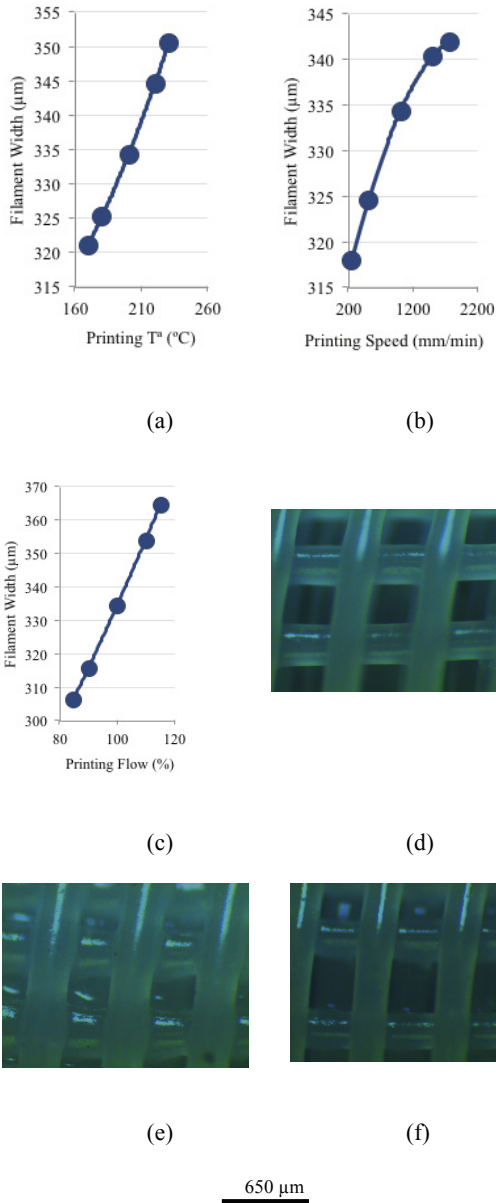 355
350
345
340
335
330
325
320
315
Filament Width (µm)
160 210 260
Printing Tª (ºC)
(a)
345
340
335
330
325
320
315
Filament Width (µm)
200 1200 2200
Printing Speed (mm/min)
(b)
370
360
350
340
330
320
310
300
Filament Width (µm)
80 100 120
Printing Flow (%)
(c)
(d)
(e)
(f)
650 µm